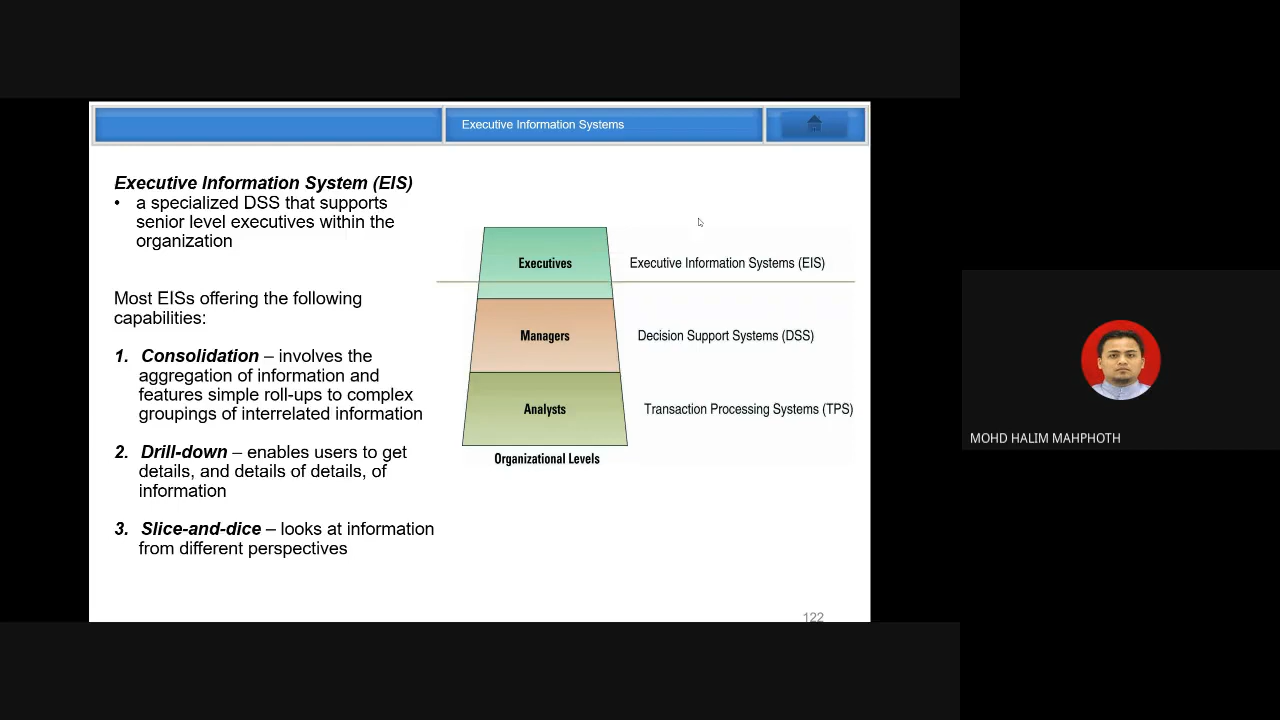 Executive Information Systems
Executive Information System (EIS)
• a specialized DSS that supports
senior level executives within the
organization
Most EISs offering the following
capabilities:
1. Consolidation – involves the
aggregation of information and
features simple roll-ups to complex
groupings of interrelated information
2. Drill-down – enables users to get
details, and details of details, of
information
3. Slice-and-dice – looks at information
from different perspectives
Executives
Executive Information Systems (EIS)
Managers
Decision Support Systems (DSS)
Analysts
Transaction Processing Systems (TPS)
Organizational Levels
122
MOHD HALIM MAHPHOTH